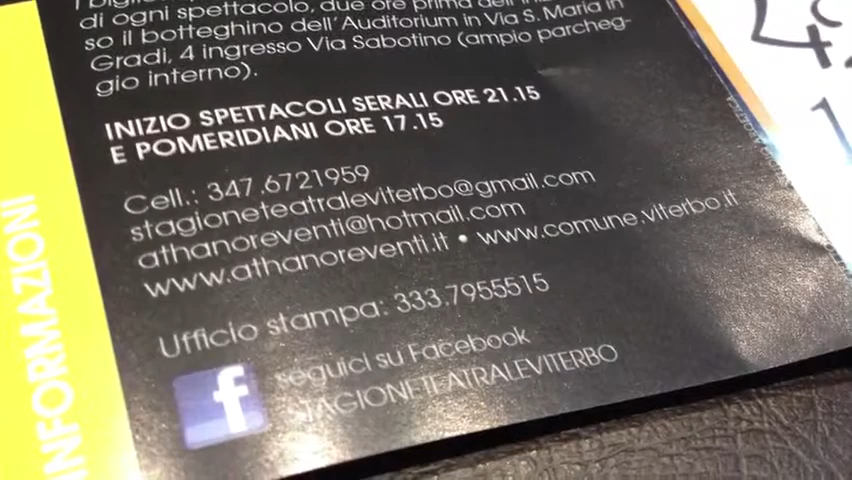 di ogni spettacolo, due ore prima dell'
so il botteghino dell'Auditorium in Via S. Maria in
Gradi, 4 ingresso Via Sabotino (ampio parcheg-
gio interno).
INIZIO SPETTACOLI SERALI ORE 21.15
E POMERIDIANI ORE 17.15
Cell.: 347.6721959
stagioneteatraleviterbo@gmail.com
athanoreventi@hotmail.com
www.athanoreventi.it • www.comune.viterbo.it
Ufficio stampa: 333.7955515
seguici su Facebook
STAGIONETEATRALEVITERBO
f
INFORMAZIONI